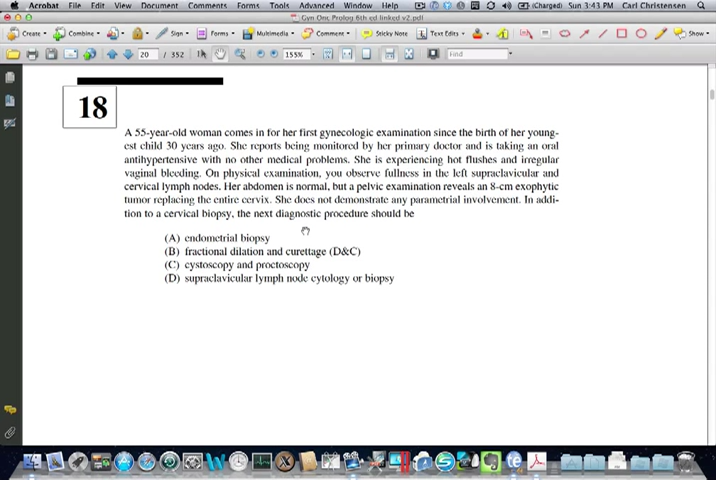 Acrobat File Edit View Document Comments Forms Tools Advanced Window Help (Charged) Sun 3:43 PM Carl Christensen
Gyn Onc Prolog 6th ed linked v2.pdf
Create Combine Sign Forms Multimedia Comment Sticky Note Text Edits Show
20 / 352 155% Find
18
A 55-year-old woman comes in for her first gynecologic examination since the birth of her young-
est child 30 years ago. She reports being monitored by her primary doctor and is taking an oral
antihypertensive with no other medical problems. She is experiencing hot flushes and irregular
vaginal bleeding. On physical examination, you observe fullness in the left supraclavicular and
cervical lymph nodes. Her abdomen is normal, but a pelvic examination reveals an 8-cm exophytic
tumor replacing the entire cervix. She does not demonstrate any parametrial involvement. In addi-
tion to a cervical biopsy, the next diagnostic procedure should be
(A) endometrial biopsy
(B) fractional dilation and curettage (D&C)
(C) cystoscopy and proctoscopy
(D) supraclavicular lymph node cytology or biopsy